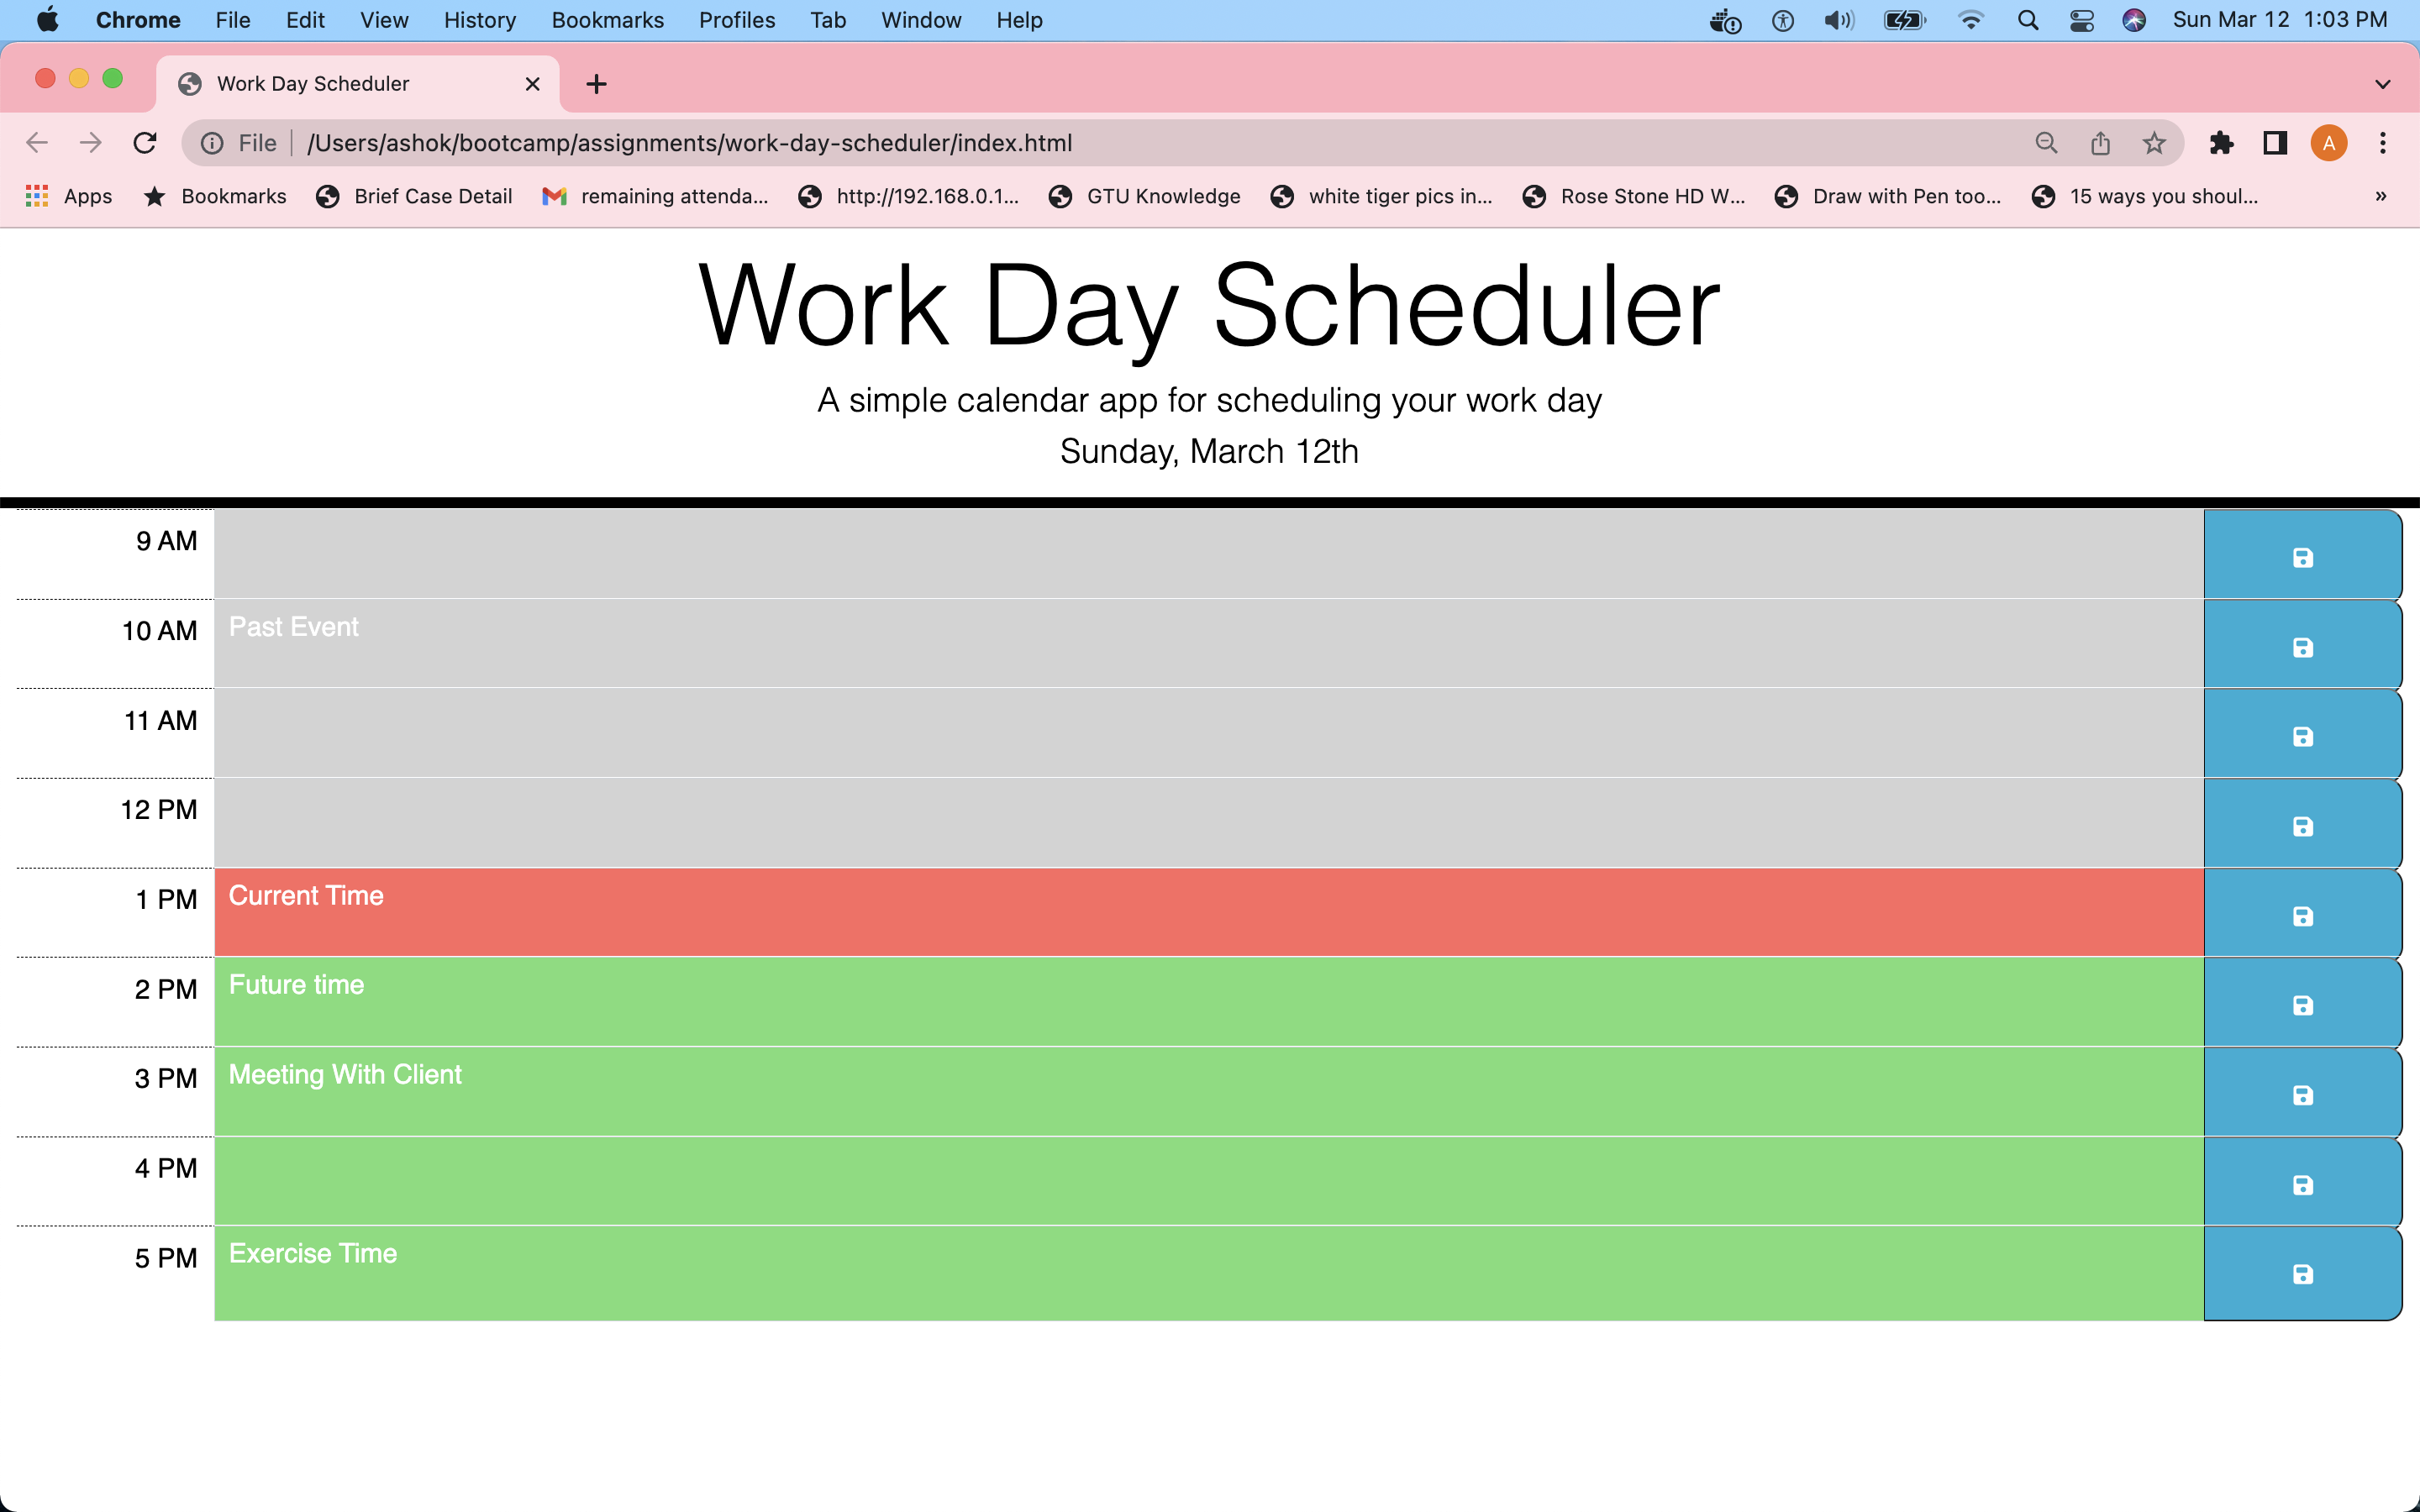 Chrome File Edit View History Bookmarks Profiles Tab Window Help Sun Mar 12 1:03 PM
Work Day Scheduler
File /Users/ashok/bootcamp/assignments/work-day-scheduler/index.html A
Apps Bookmarks Brief Case Detail remaining attenda... http://192.168.0.1... GTU Knowledge white tiger pics in... Rose Stone HD W... Draw with Pen too... 15 ways you shoul... »
Work Day Scheduler
A simple calendar app for scheduling your work day
Sunday, March 12th
9 AM
10 AM Past Event
11 AM
12 PM
1 PM Current Time
2 PM Future time
3 PM Meeting With Client
4 PM
5 PM Exercise Time